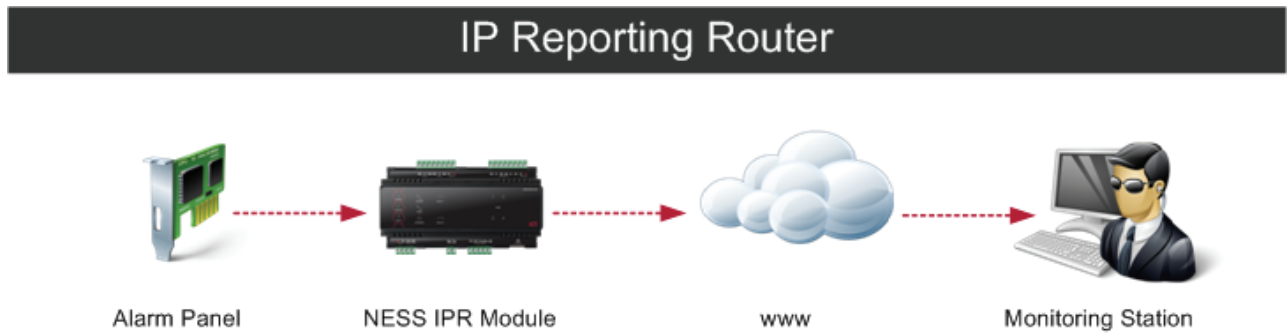 IP Reporting Router
Alarm Panel
NESS IPR Module
www
Monitoring Station